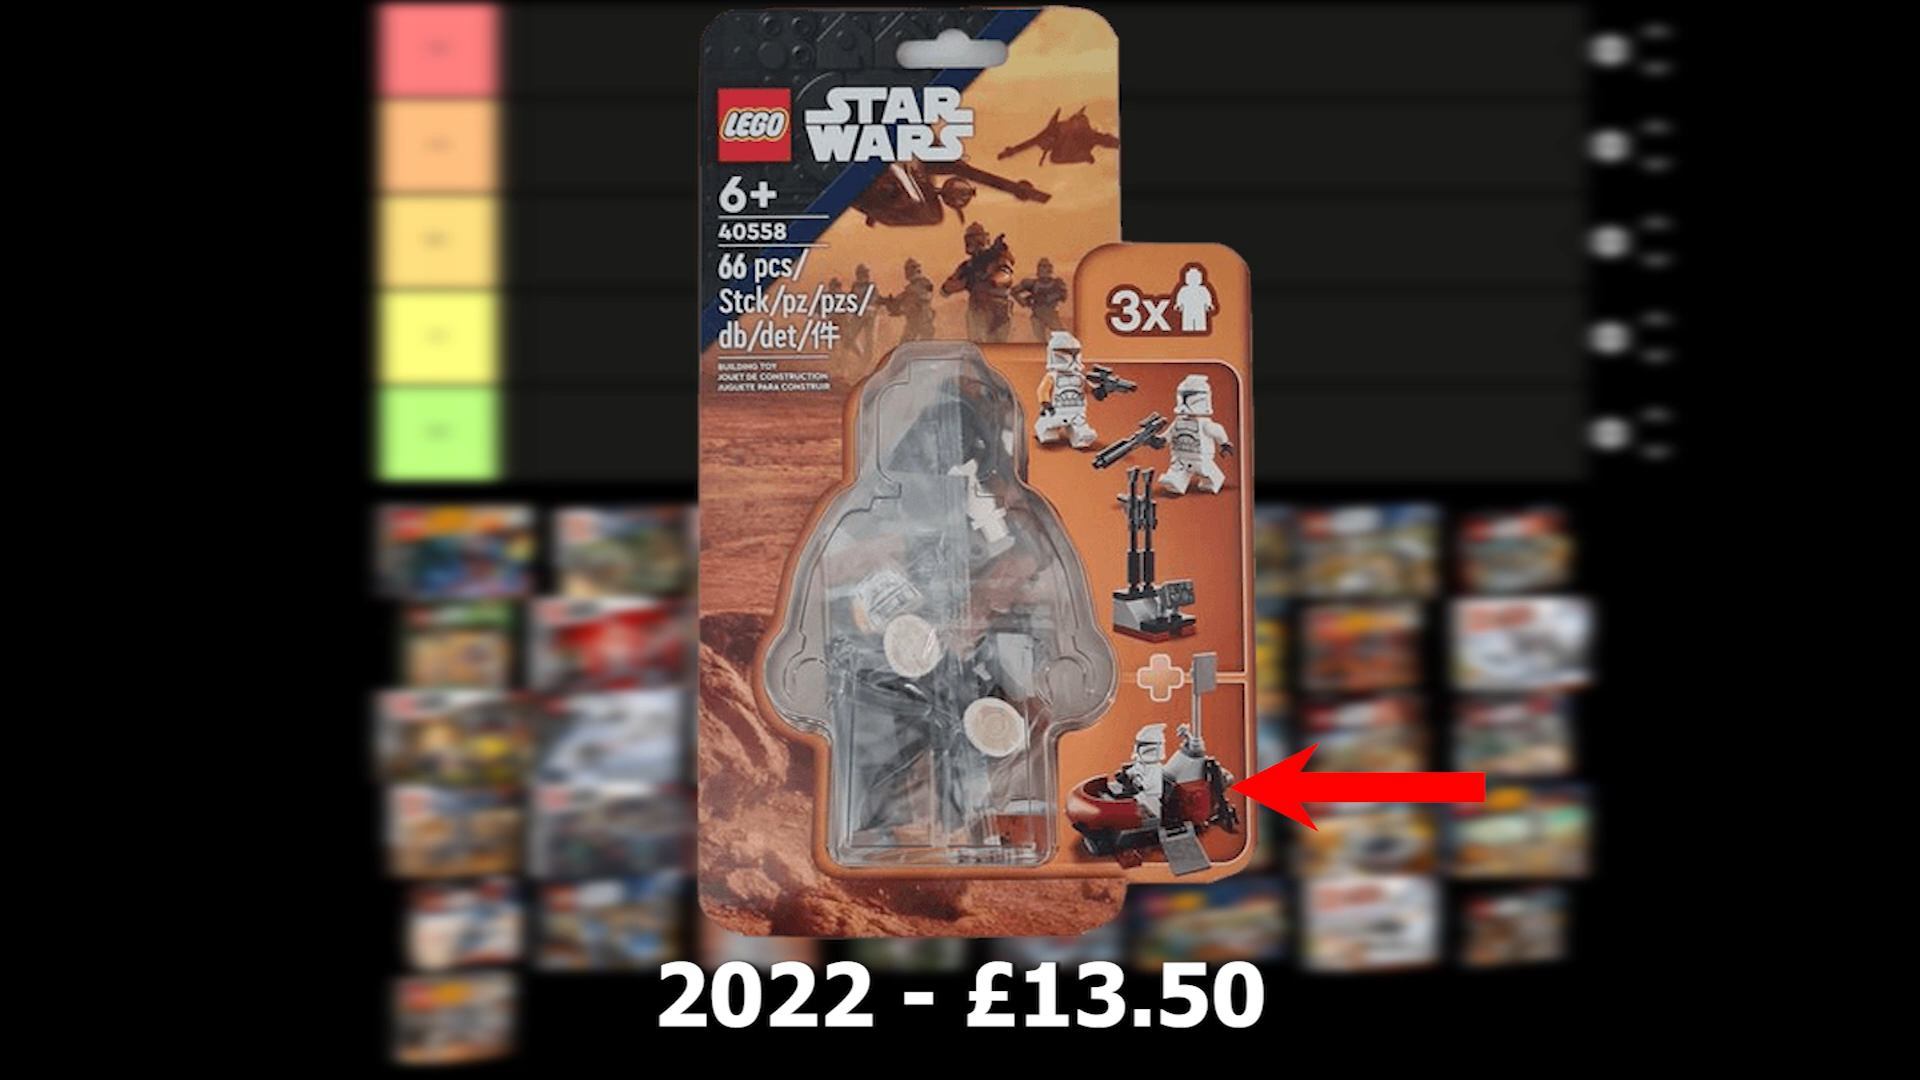 LEGO
STAR
WARS
6+
40558
66 pcs/
Stck/pz/pzs/
db/det/件
BUILDING TOY
JOUET DE CONSTRUCTION
JUGUETE PARA CONSTRUIR
3x
2022 - £13.50